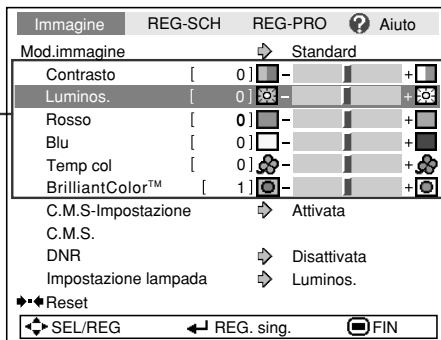 Immagine REG-SCH REG-PRO ? Aiuto
Mod.immagine Standard
Contrasto [ 0 ] - +
Luminos. [ 0 ] - +
Rosso [ 0 ] - +
Blu [ 0 ] - +
Temp col [ 0 ] - +
BrilliantColor™ [ 1 ] - +
C.M.S-Impostazione Attivata
C.M.S.
DNR Disattivata
Impostazione lampada Luminos.
Reset
SEL/REG REG. sing. FIN